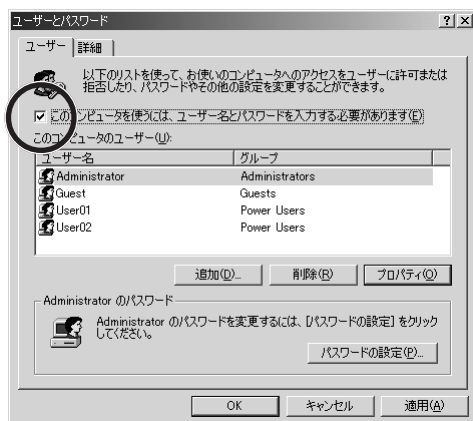 ユーザーとパスワード
ユーザー 詳細
以下のリストを使って、お使いのコンピュータへのアクセスをユーザーに許可または
拒否したり、パスワードやその他の設定を変更することができます。
このコンピュータを使うには、ユーザー名とパスワードを入力する必要があります(E)
このコンピュータのユーザー(U):
ユーザー名 グループ
Administrator Administrators
Guest Guests
User01 Power Users
User02 Power Users
追加(D)... 削除(R) プロパティ(O)
Administrator のパスワード
Administrator のパスワードを変更するには、[パスワードの設定] をクリック
してください。
パスワードの設定(P)...
OK キャンセル 適用(A)